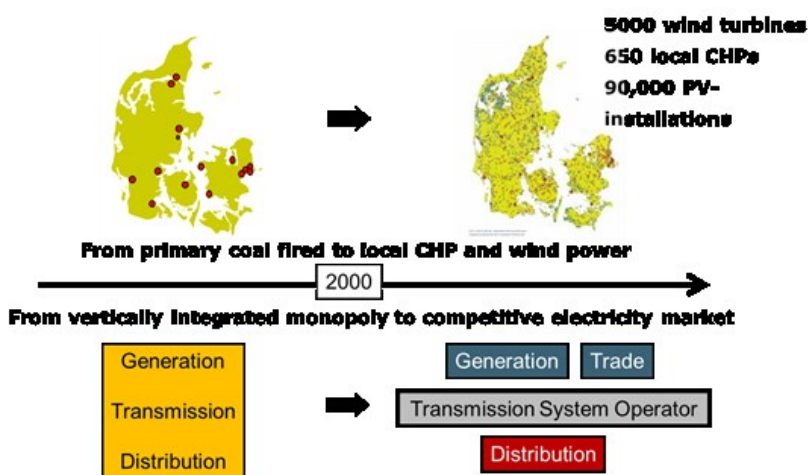 5000 wind turbines
650 local CHPs
90,000 PV-
installations
From primary coal fired to local CHP and wind power
2000
From vertically integrated monopoly to competitive electricity market
Generation
Transmission
Distribution
Generation
Trade
Transmission System Operator
Distribution